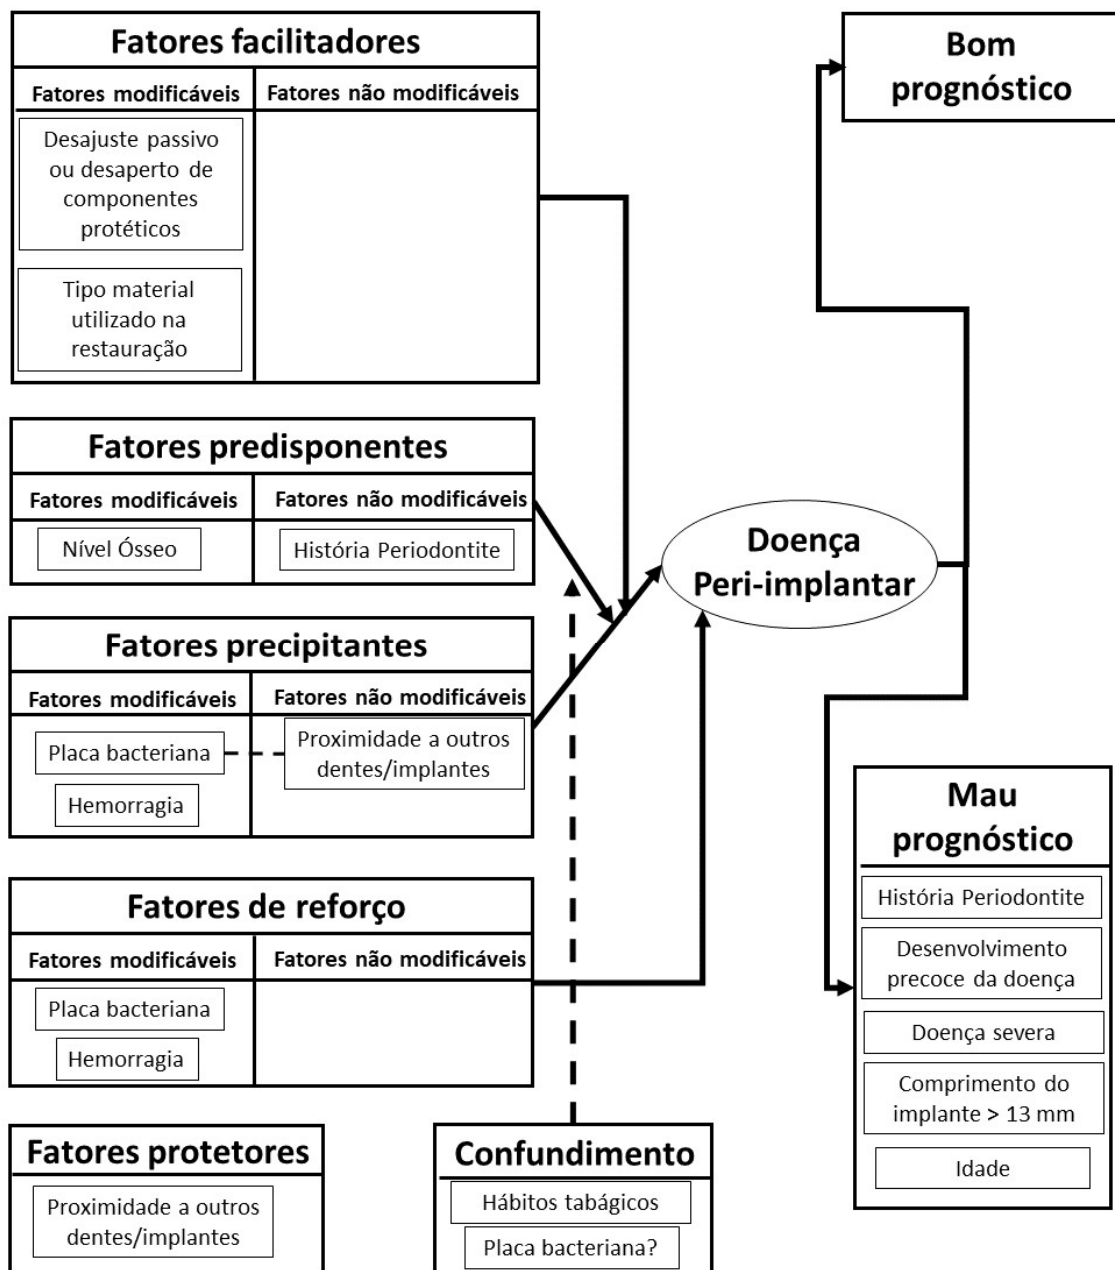 Fatores facilitadores
Fatores modificáveis
Fatores não modificáveis
Desajuste passivo
ou desaperto de
componentes
protéticos
Tipo material
utilizado na
restauração
Fatores predisponentes
Fatores modificáveis
Fatores não modificáveis
Nível Ósseo
História Periodontite
Fatores precipitantes
Fatores modificáveis
Fatores não modificáveis
Placa bacteriana
Hemorragia
Proximidade a outros
dentes/implantes
Fatores de reforço
Fatores modificáveis
Fatores não modificáveis
Placa bacteriana
Hemorragia
Fatores protetores
Proximidade a outros
dentes/implantes
Confundimento
Hábitos tabágicos
Placa bacteriana?
Doença
Peri-implantar
Bom
prognóstico
Mau
prognóstico
História Periodontite
Desenvolvimento
precoce da doença
Doença severa
Comprimento do
implante > 13 mm
Idade